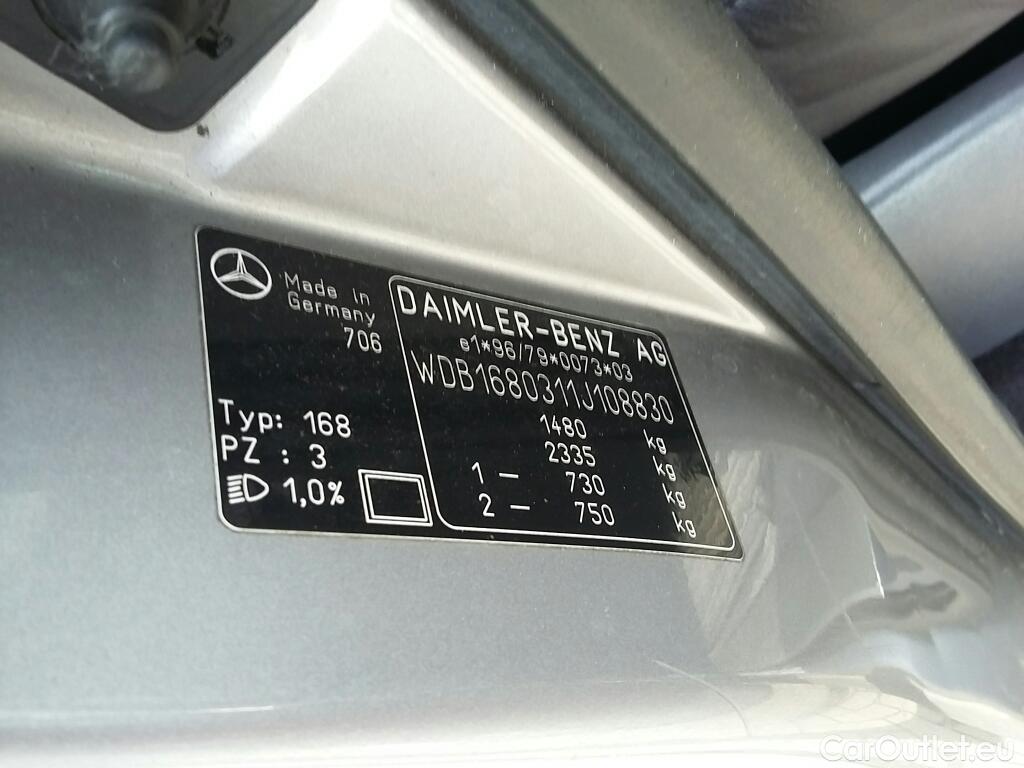 Made in
Germany
706
Typ: 168
PZ : 3
1,0%
DAIMLER-BENZ AG
e1*96/79*0073*03
WDB1680311J108830
1480 kg
2335 kg
1 – 730 kg
2 – 750 kg
CarOutlet.eu